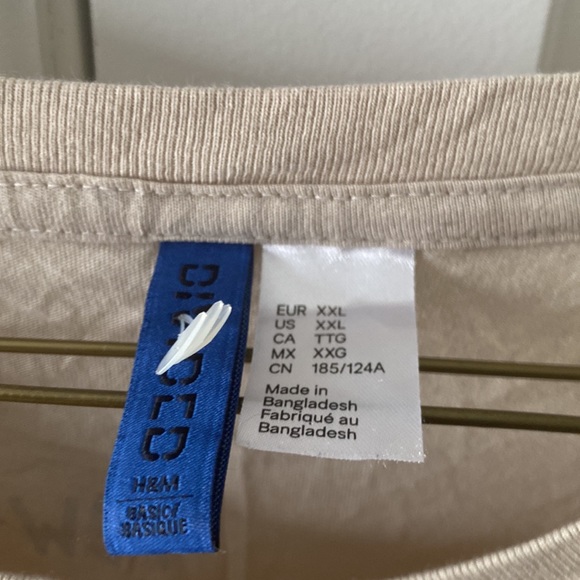 DIVIDED
H&M
BASIC/
BASIQUE
EUR XXL
US XXL
CA TTG
MX XXG
CN 185/124A
Made in
Bangladesh
Fabriqué au
Bangladesh